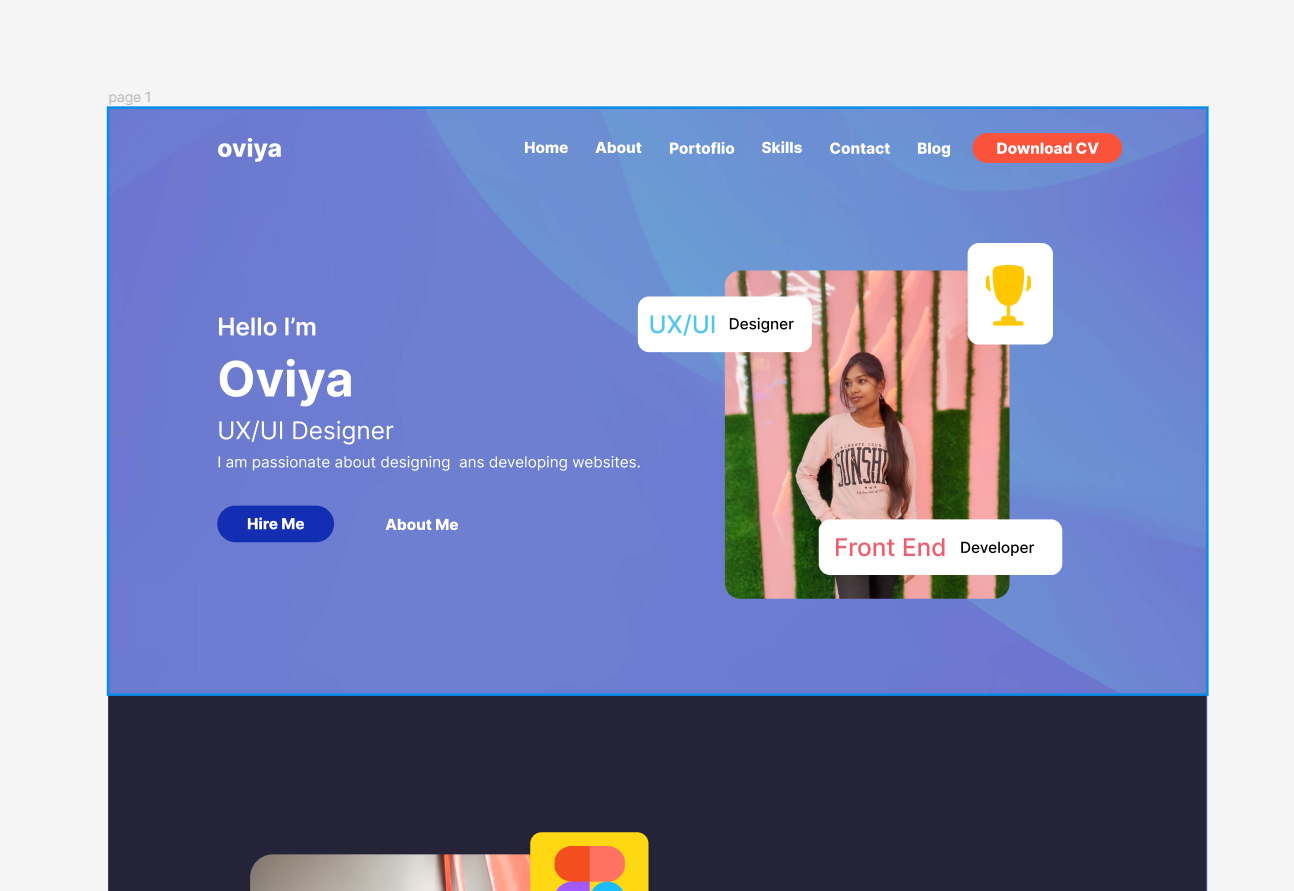 page 1
oviya Home About Portoflio Skills Contact Blog Download CV
UX/UI Designer
Hello I’m
Oviya
UX/UI Designer
I am passionate about designing  ans developing websites.
Hire Me About Me
Front End Developer